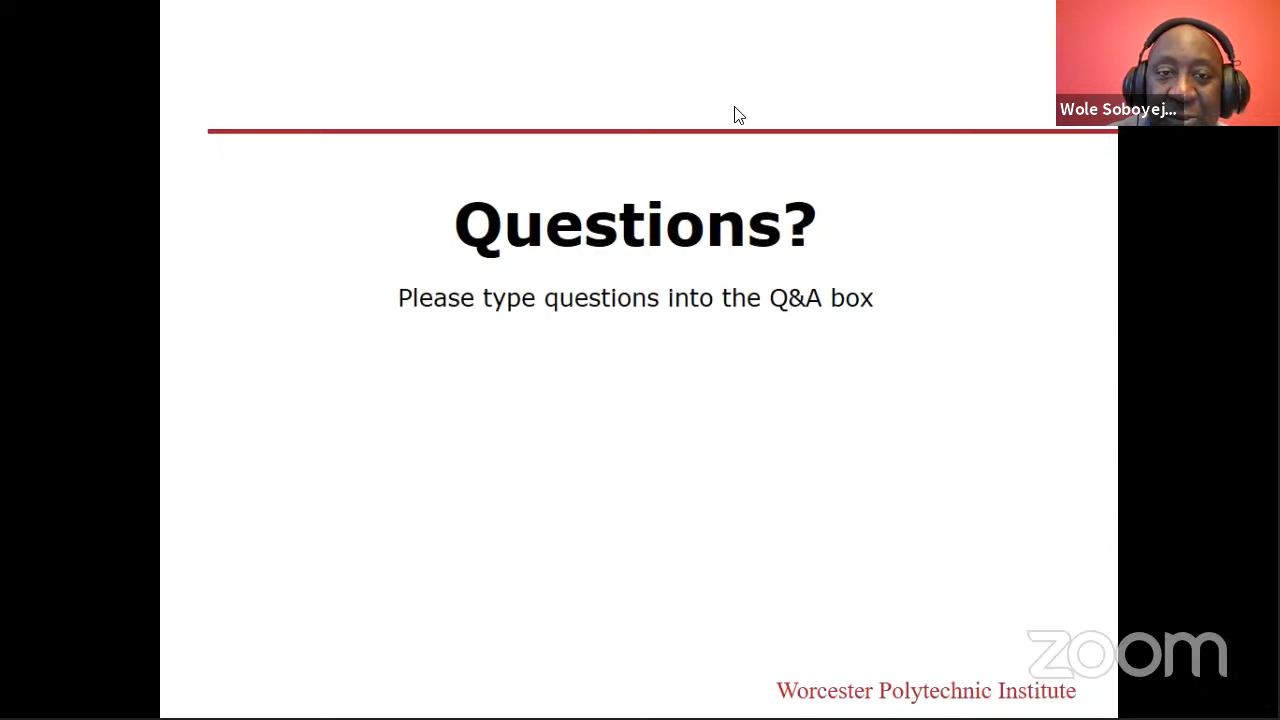 Wole Soboyej...
Questions?
Please type questions into the Q&A box
zoom
Worcester Polytechnic Institute